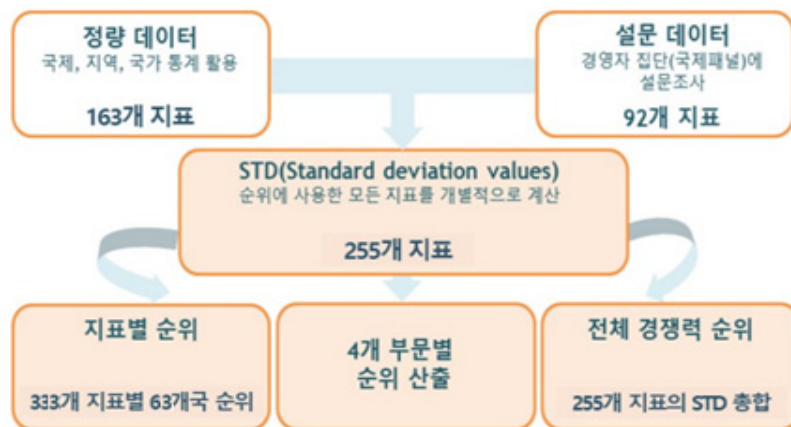 정량 데이터
국제, 지역, 국가 통계 활용
163개 지표
설문 데이터
경영자 집단(국제패널)에
설문조사
92개 지표
STD(Standard deviation values)
순위에 사용한 모든 지표를 개별적으로 계산
255개 지표
지표별 순위
333개 지표별 63개국 순위
4개 부문별
순위 산출
전체 경쟁력 순위
255개 지표의 STD 총합